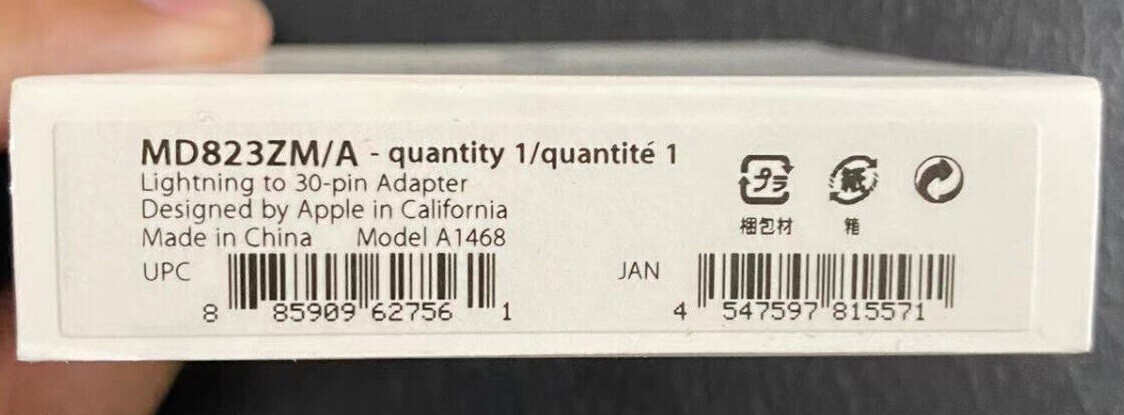 MD823ZM/A - quantity 1/quantité 1
Lightning to 30-pin Adapter
Designed by Apple in California
Made in China Model A1468
プラ 紙
梱包材 箱
UPC JAN
8 85909 62756 1 4 547597 815571